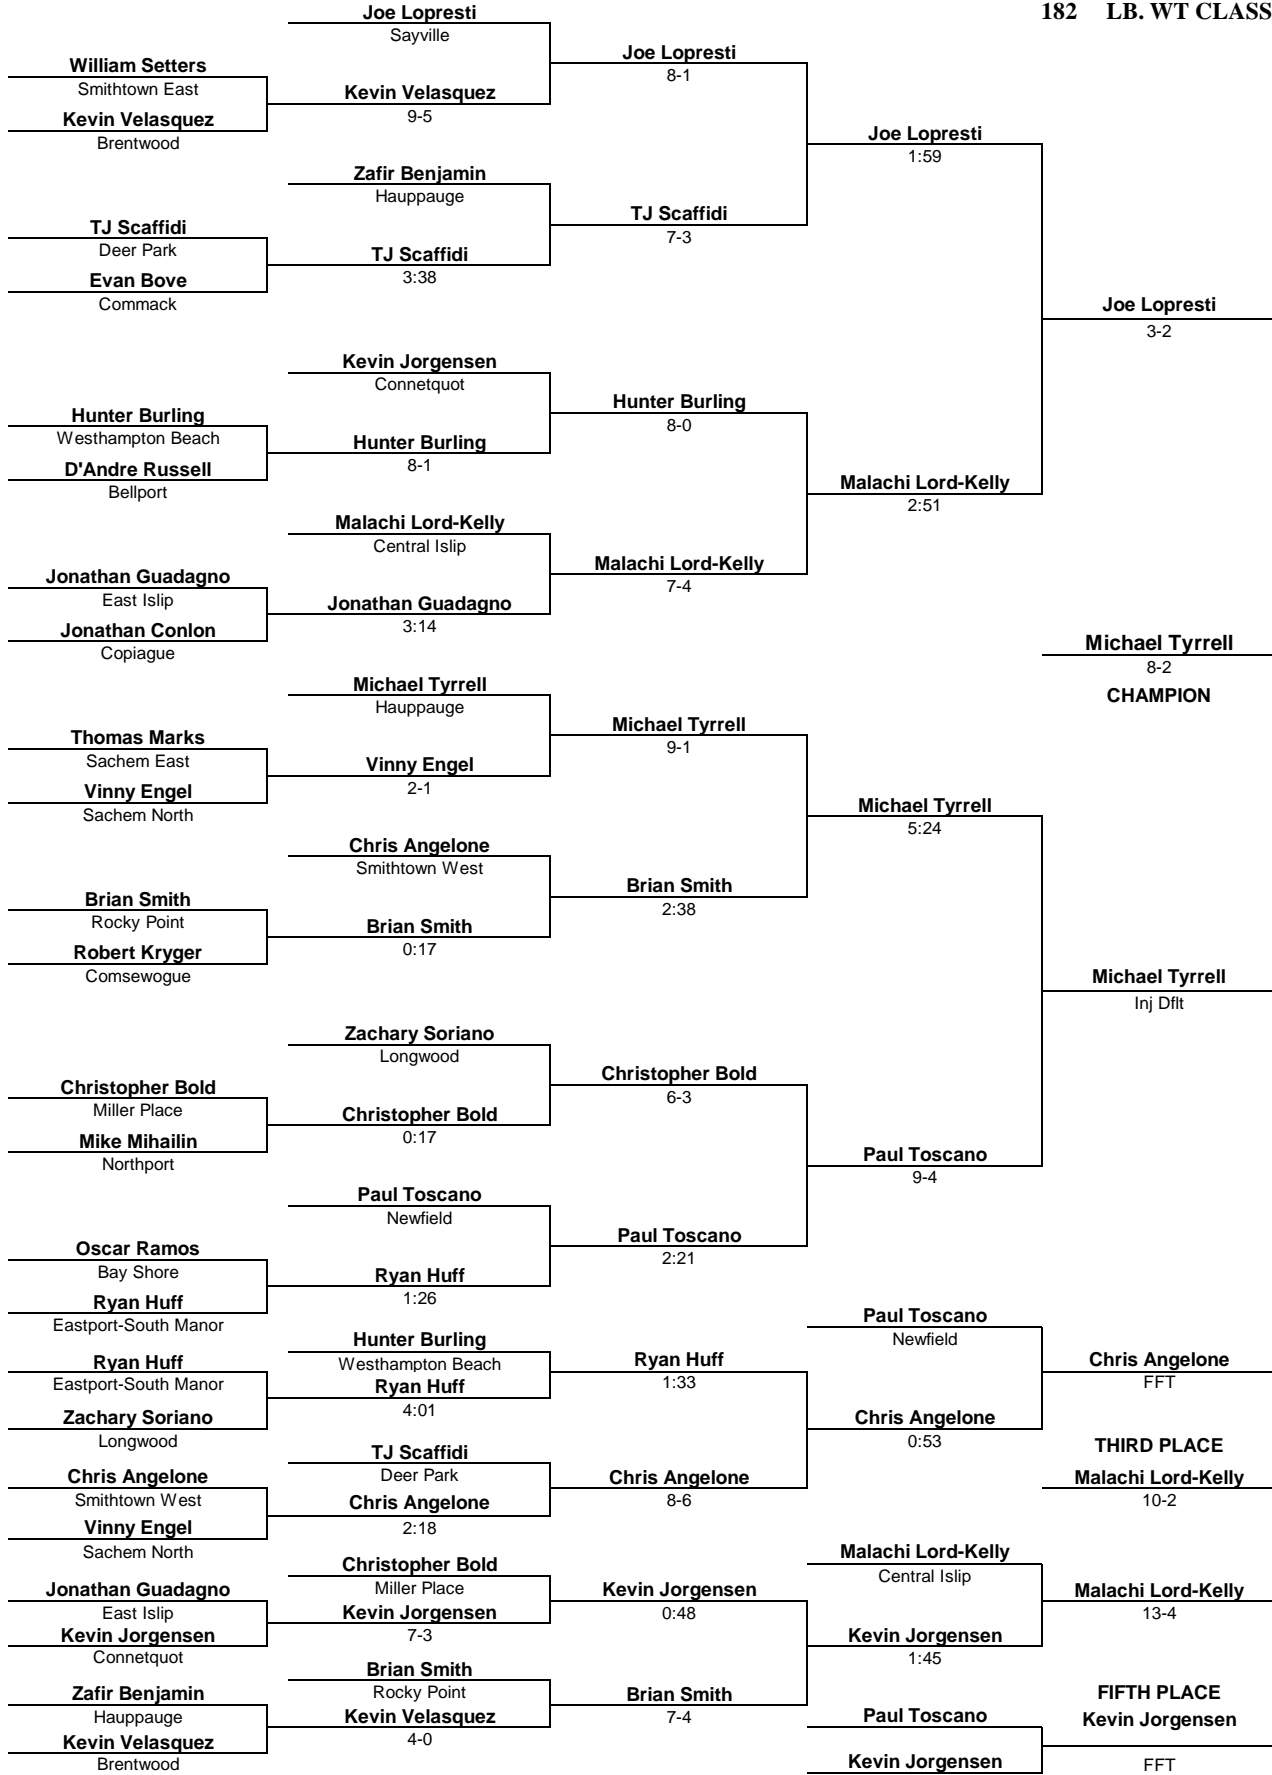 182 LB. WT CLASS
Joe Lopresti
Sayville
Joe Lopresti
8-1
William Setters
Smithtown East
Kevin Velasquez
9-5
Kevin Velasquez
Brentwood
Joe Lopresti
1:59
Zafir Benjamin
Hauppauge
TJ Scaffidi
7-3
TJ Scaffidi
Deer Park
TJ Scaffidi
3:38
Evan Bove
Commack
Joe Lopresti
3-2
Kevin Jorgensen
Connetquot
Hunter Burling
8-0
Hunter Burling
Westhampton Beach
Hunter Burling
8-1
D'Andre Russell
Bellport
Malachi Lord-Kelly
2:51
Malachi Lord-Kelly
Central Islip
Malachi Lord-Kelly
7-4
Jonathan Guadagno
East Islip
Jonathan Guadagno
3:14
Jonathan Conlon
Copiague
Michael Tyrrell
8-2
CHAMPION
Michael Tyrrell
Hauppauge
Michael Tyrrell
9-1
Thomas Marks
Sachem East
Vinny Engel
2-1
Vinny Engel
Sachem North
Michael Tyrrell
5:24
Chris Angelone
Smithtown West
Brian Smith
2:38
Brian Smith
Rocky Point
Brian Smith
0:17
Robert Kryger
Comsewogue
Michael Tyrrell
Inj Dflt
Zachary Soriano
Longwood
Christopher Bold
6-3
Christopher Bold
Miller Place
Christopher Bold
0:17
Mike Mihailin
Northport
Paul Toscano
9-4
Paul Toscano
Newfield
Paul Toscano
2:21
Oscar Ramos
Bay Shore
Ryan Huff
1:26
Ryan Huff
Eastport-South Manor
Paul Toscano
Newfield
Hunter Burling
Westhampton Beach
Ryan Huff
1:33
Chris Angelone
FFT
Ryan Huff
Eastport-South Manor
Ryan Huff
4:01
Zachary Soriano
Longwood
Chris Angelone
0:53
THIRD PLACE
Malachi Lord-Kelly
10-2
TJ Scaffidi
Deer Park
Chris Angelone
8-6
Chris Angelone
Smithtown West
Chris Angelone
2:18
Vinny Engel
Sachem North
Malachi Lord-Kelly
Central Islip
Christopher Bold
Miller Place
Kevin Jorgensen
0:48
Malachi Lord-Kelly
13-4
Jonathan Guadagno
East Islip
Kevin Jorgensen
7-3
Kevin Jorgensen
Connetquot
Kevin Jorgensen
1:45
Brian Smith
Rocky Point
Brian Smith
7-4
Zafir Benjamin
Hauppauge
Kevin Velasquez
4-0
Kevin Velasquez
Brentwood
FIFTH PLACE
Kevin Jorgensen
Paul Toscano
Kevin Jorgensen
FFT